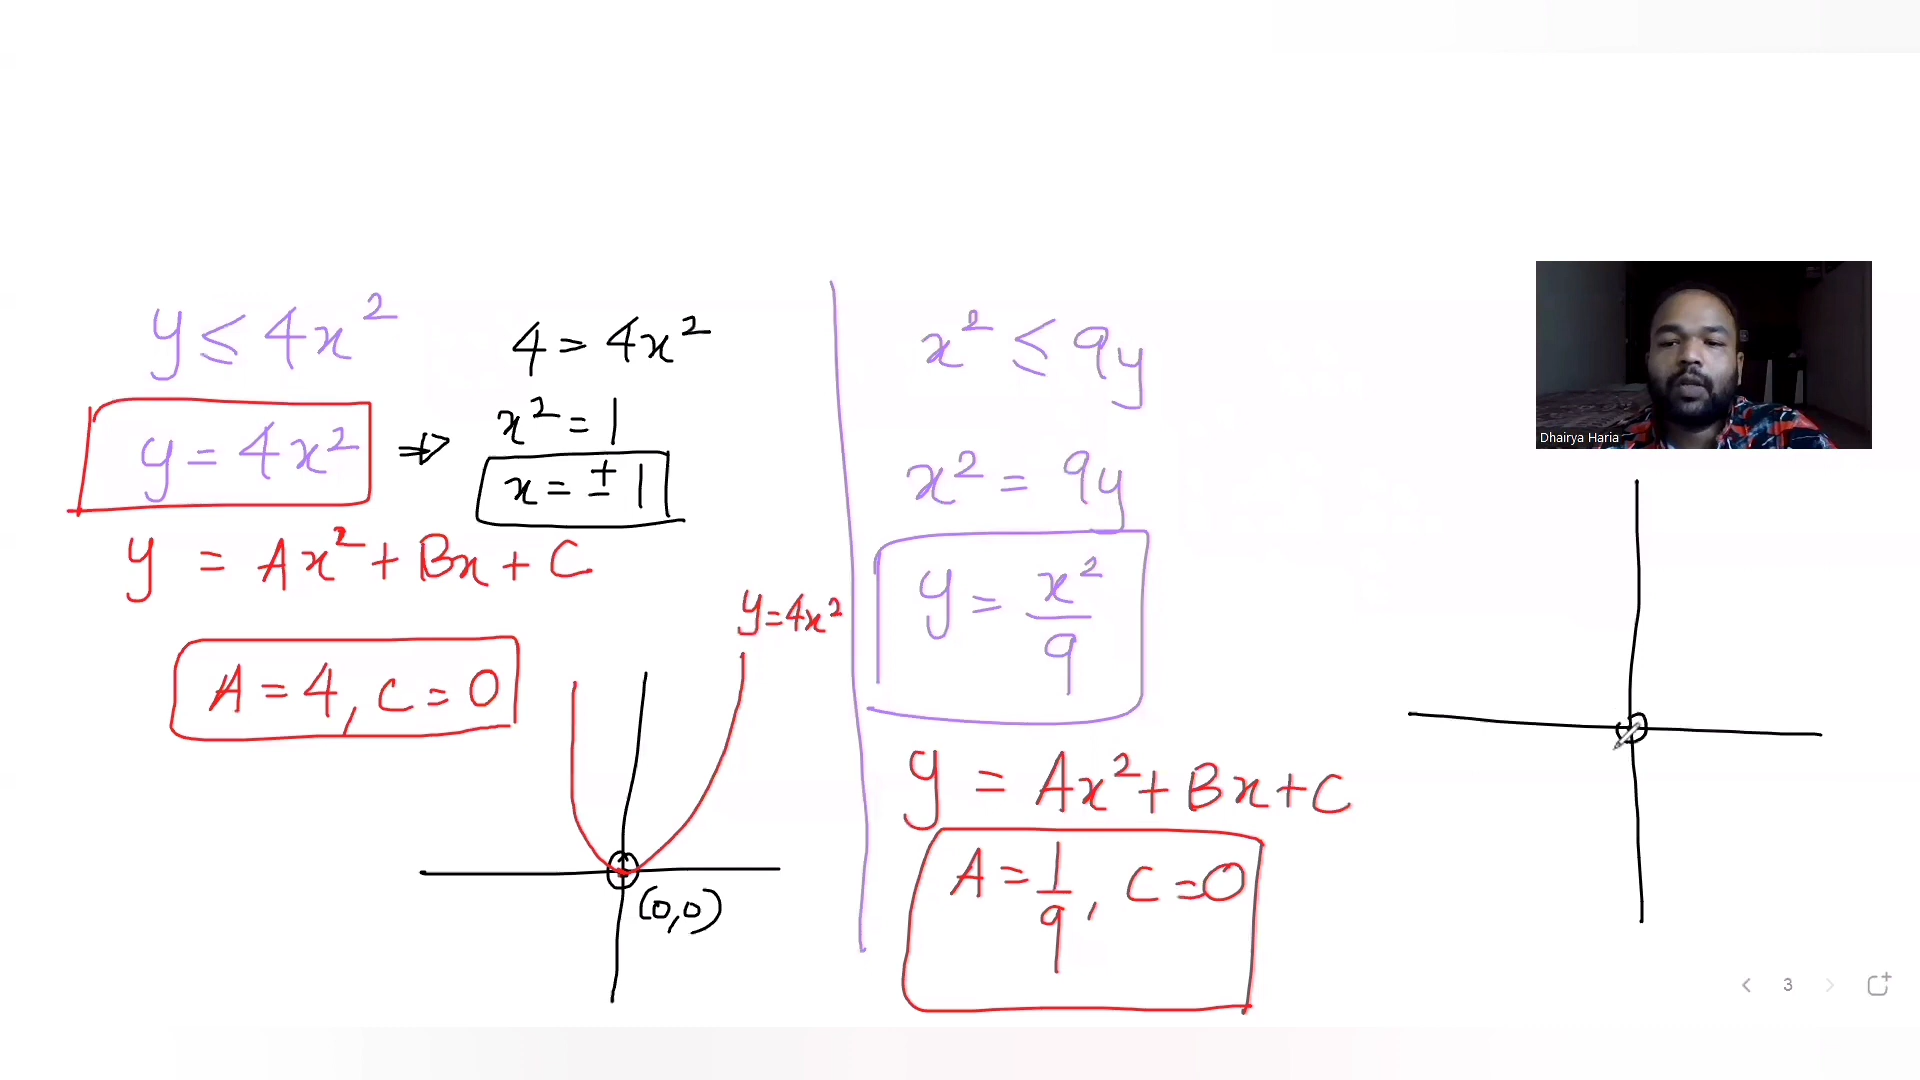 y ≤ 4x²
y = 4x² ⇒
4 = 4x²
x² = 1
x = ± 1
y = Ax² + Bx + C
A = 4, C = 0
y=4x²
(0,0)
x² ≤ 9y
x² = 9y
y = x²/9
y = Ax² + Bx + C
A = 1/9, C = 0
Dhairya Haria
< 3 >